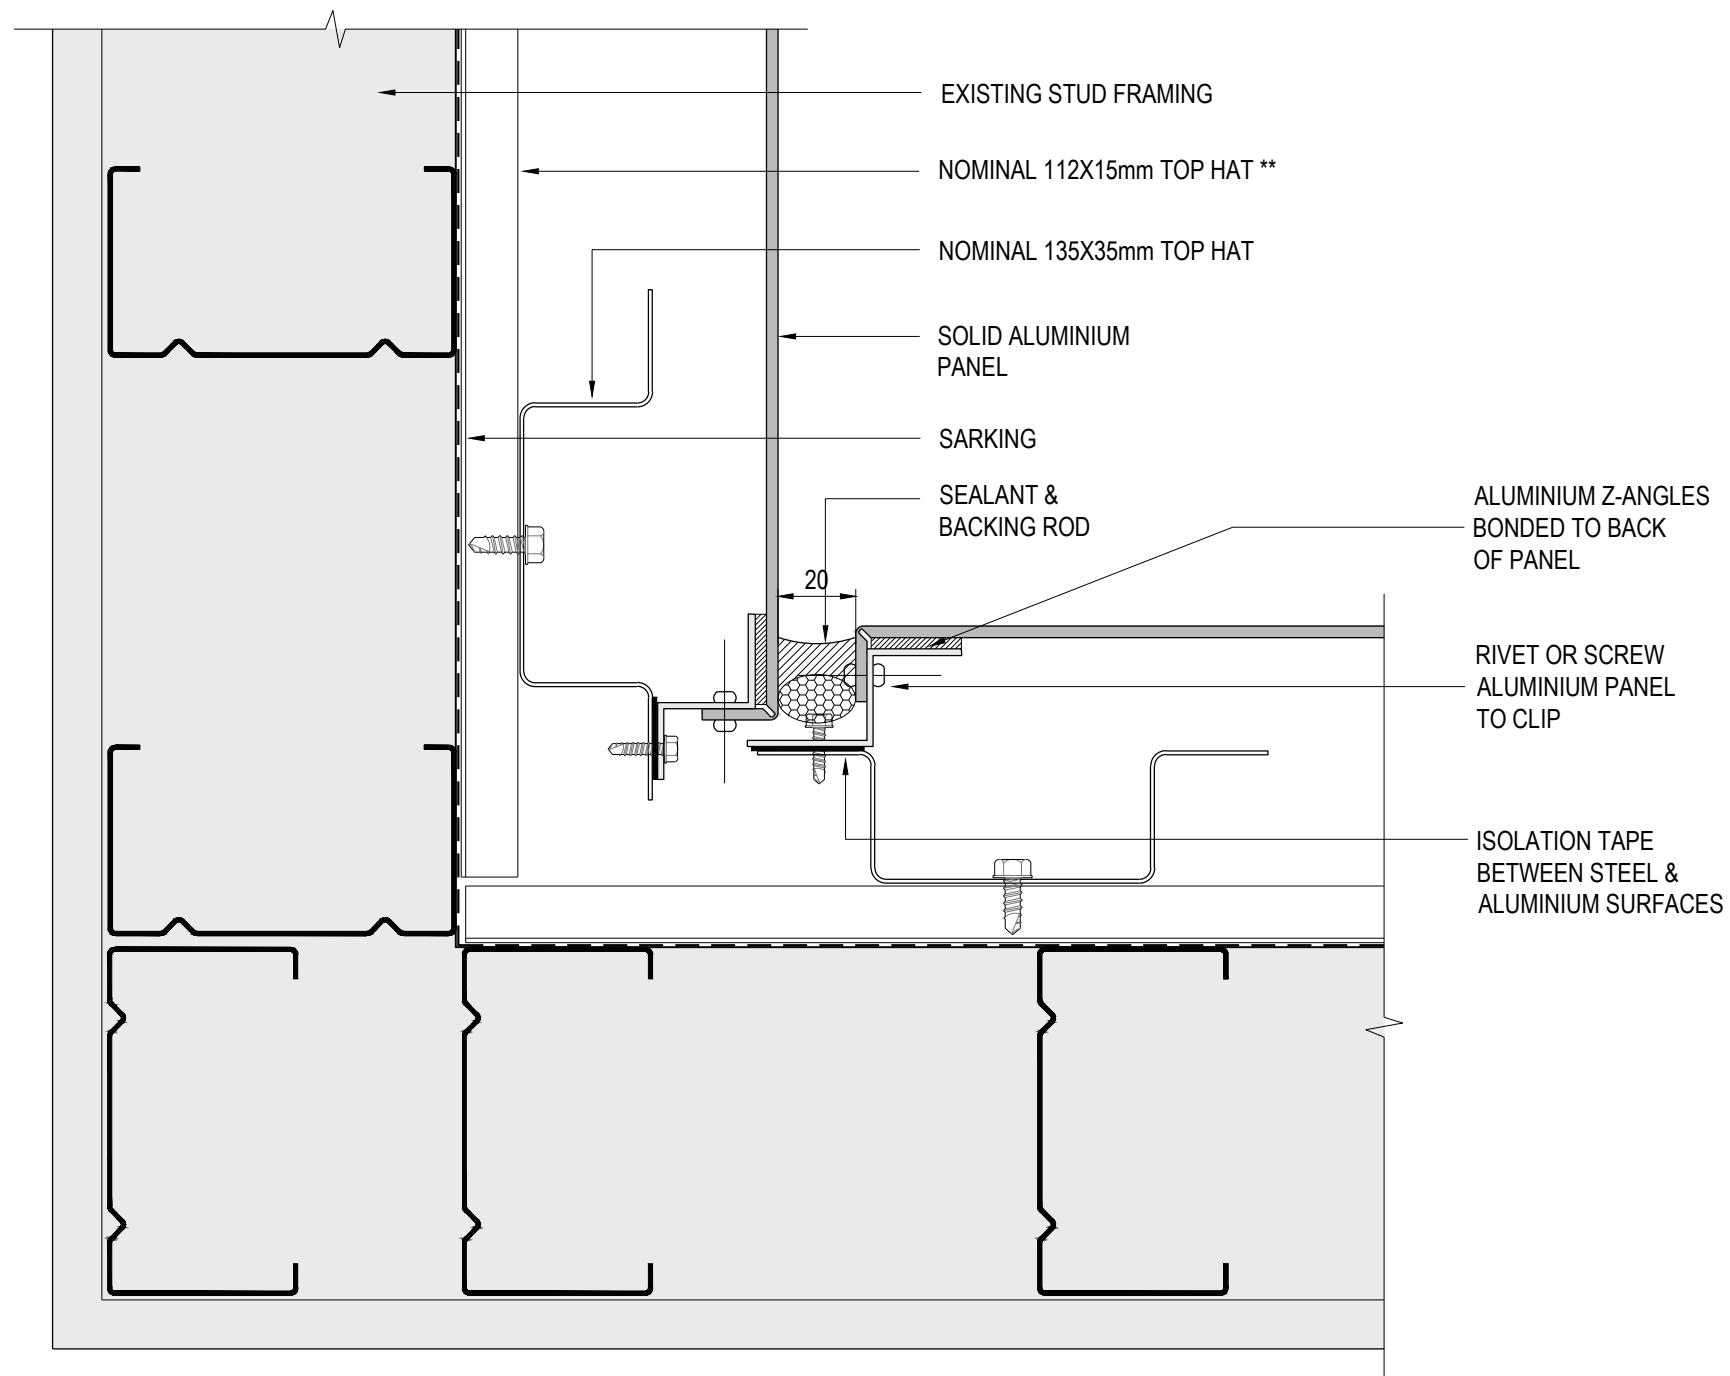 EXISTING STUD FRAMING
NOMINAL 112X15mm TOP HAT **
NOMINAL 135X35mm TOP HAT
SOLID ALUMINIUM
PANEL
SARKING
SEALANT &
BACKING ROD
ALUMINIUM Z-ANGLES
BONDED TO BACK
OF PANEL
20
RIVET OR SCREW
ALUMINIUM PANEL
TO CLIP
ISOLATION TAPE
BETWEEN STEEL &
ALUMINIUM SURFACES